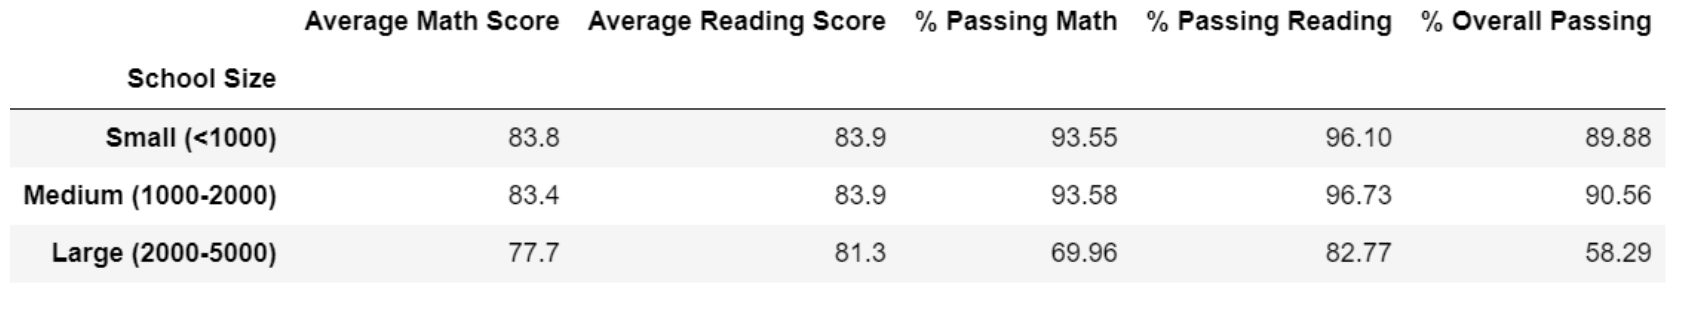 Average Math Score Average Reading Score % Passing Math % Passing Reading % Overall Passing
School Size
Small (<1000) 83.8 83.9 93.55 96.10 89.88
Medium (1000-2000) 83.4 83.9 93.58 96.73 90.56
Large (2000-5000) 77.7 81.3 69.96 82.77 58.29